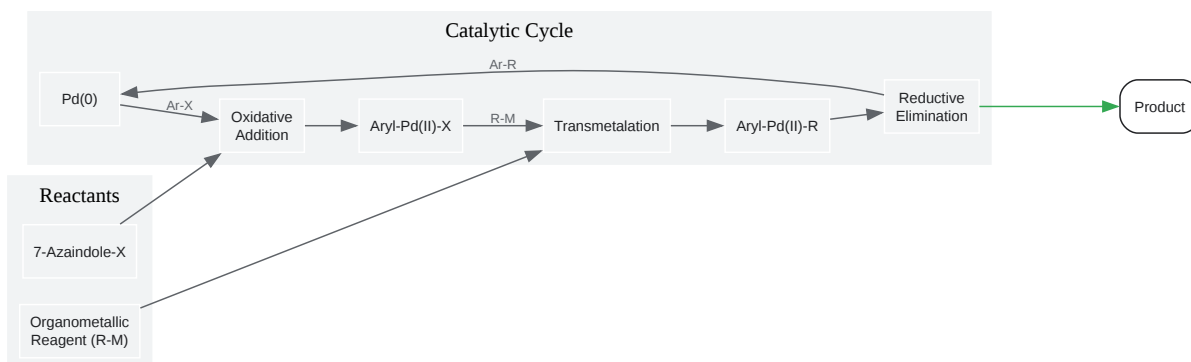 Catalytic Cycle
Ar-R
Pd(0)
Ar-X
Oxidative
Addition
Aryl-Pd(II)-X
R-M
Transmetalation
Aryl-Pd(II)-R
Reductive
Elimination
Product
Reactants
7-Azaindole-X
Organometallic
Reagent (R-M)